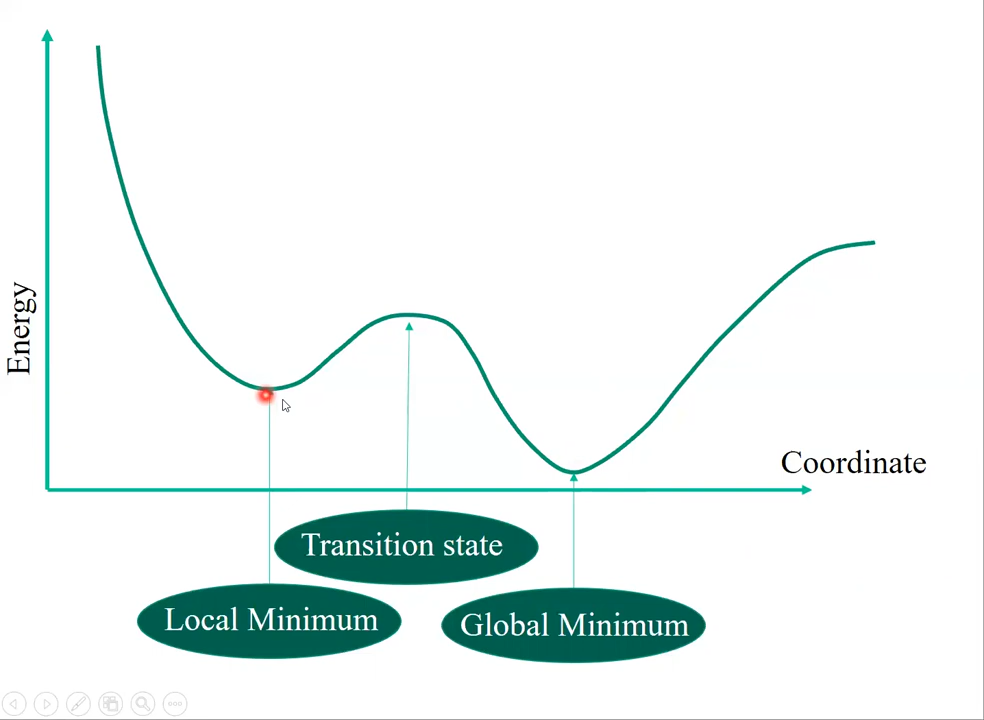 Energy
Coordinate
Transition state
Local Minimum
Global Minimum